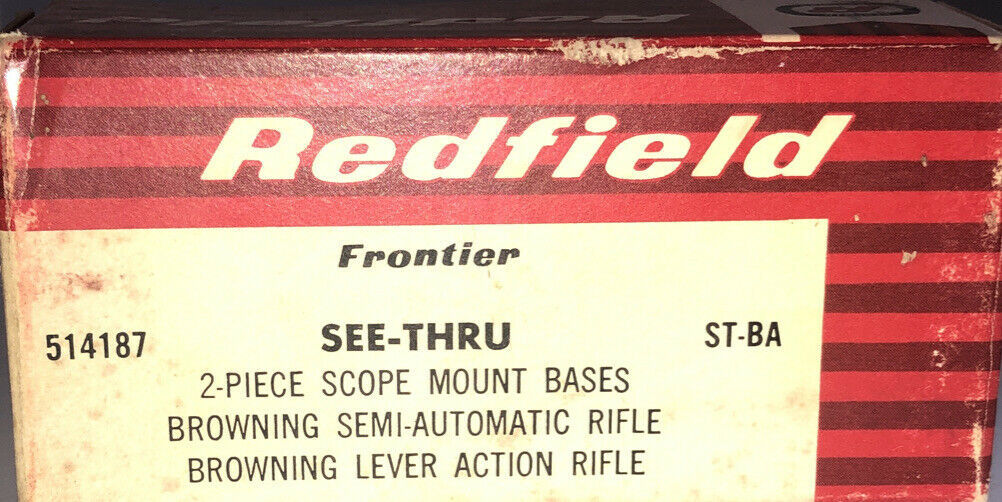 Redfield
Frontier
514187 SEE-THRU ST-BA
2-PIECE SCOPE MOUNT BASES
BROWNING SEMI-AUTOMATIC RIFLE
BROWNING LEVER ACTION RIFLE